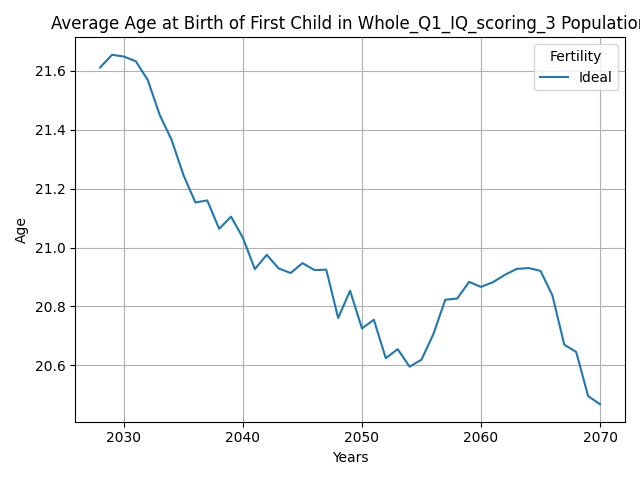 Average Age at Birth of First Child in Whole_Q1_IQ_scoring_3 Population
Fertility
Ideal
21.6
21.4
21.2
21.0
20.8
20.6
Age
2030 2040 2050 2060 2070
Years